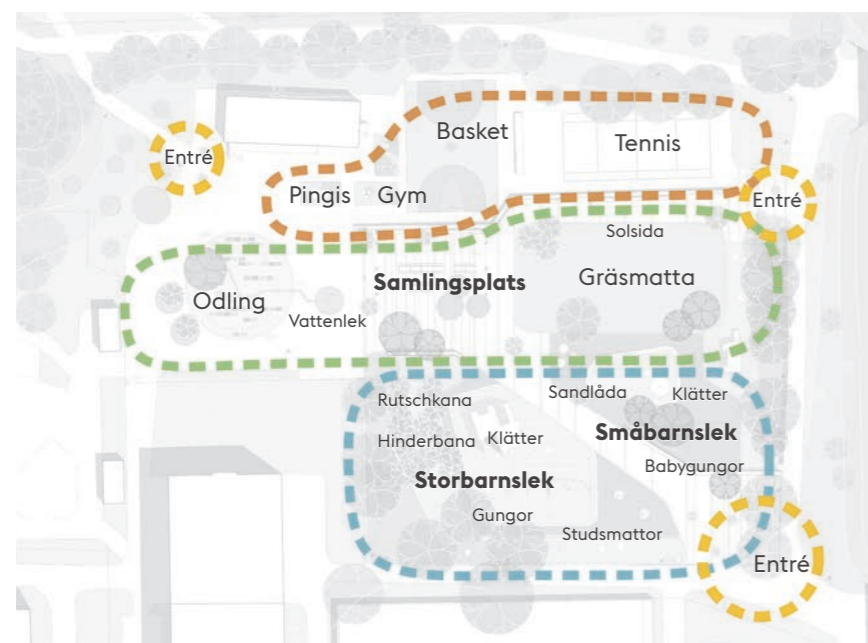 Basket
Tennis
Entré
Pingis
Gym
Entré
Solsida
Samlingsplats
Gräsmatta
Odling
Vattenlek
Rutschkana
Sandlåda
Klätter
Hinderbana
Klätter
Småbarnslek
Storbarnslek
Babygungor
Gungor
Studsmattor
Entré